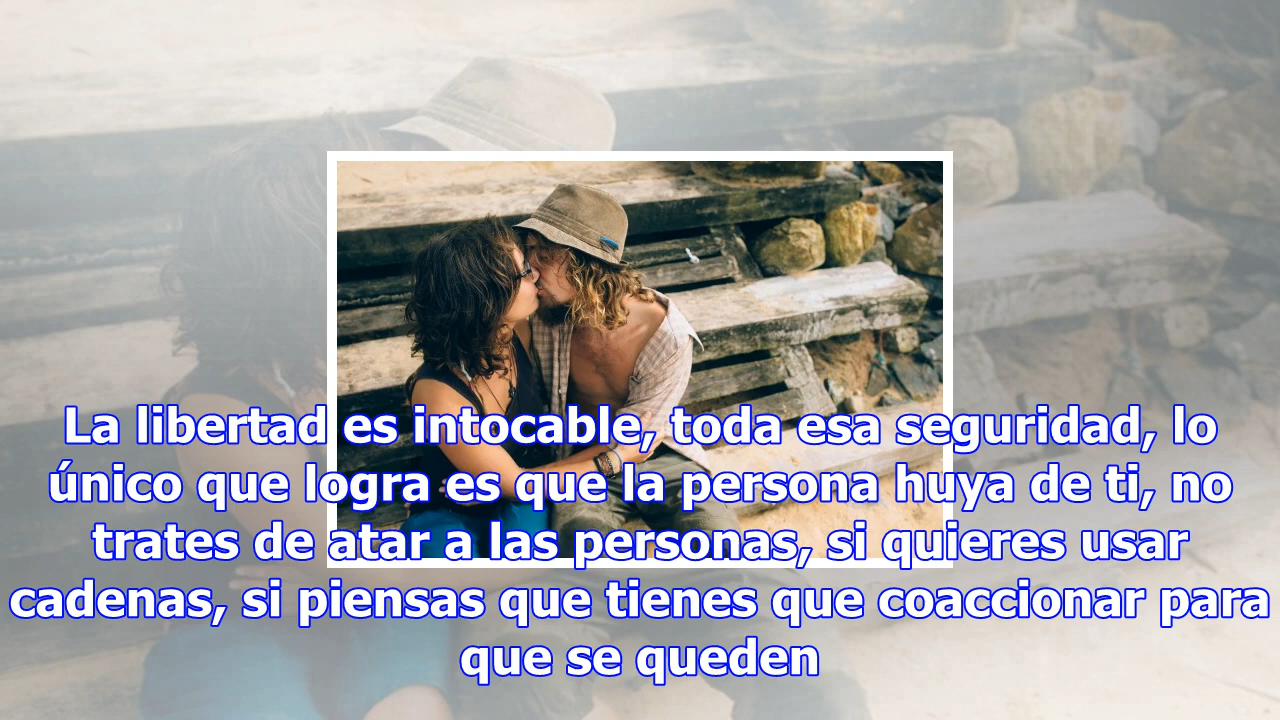 La libertad es intocable, toda esa seguridad, lo
único que logra es que la persona huya de ti, no
trates de atar a las personas, si quieres usar
cadenas, si piensas que tienes que coaccionar para
que se queden